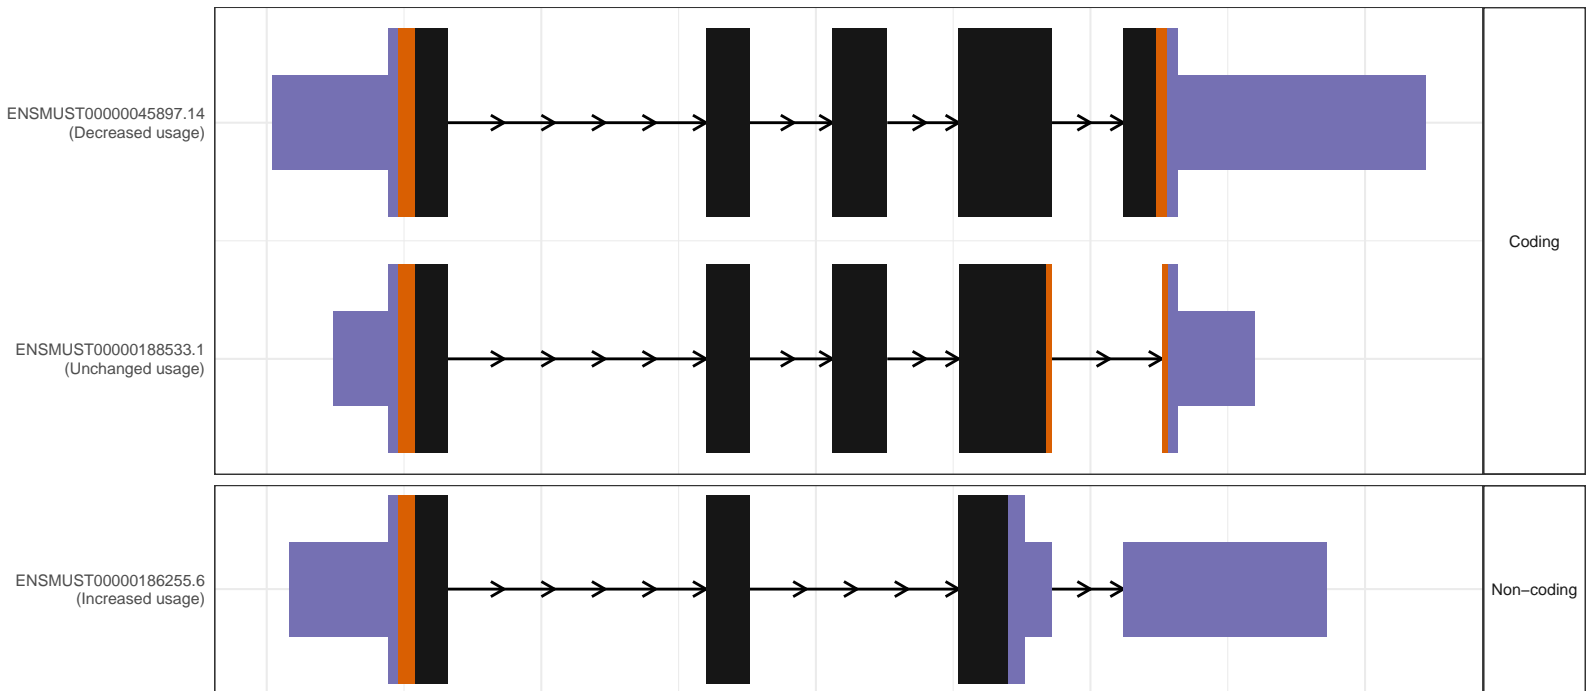 ENSMUST00000045897.14
(Decreased usage)
Coding
ENSMUST00000188533.1
(Unchanged usage)
ENSMUST00000186255.6
(Increased usage)
Non−coding